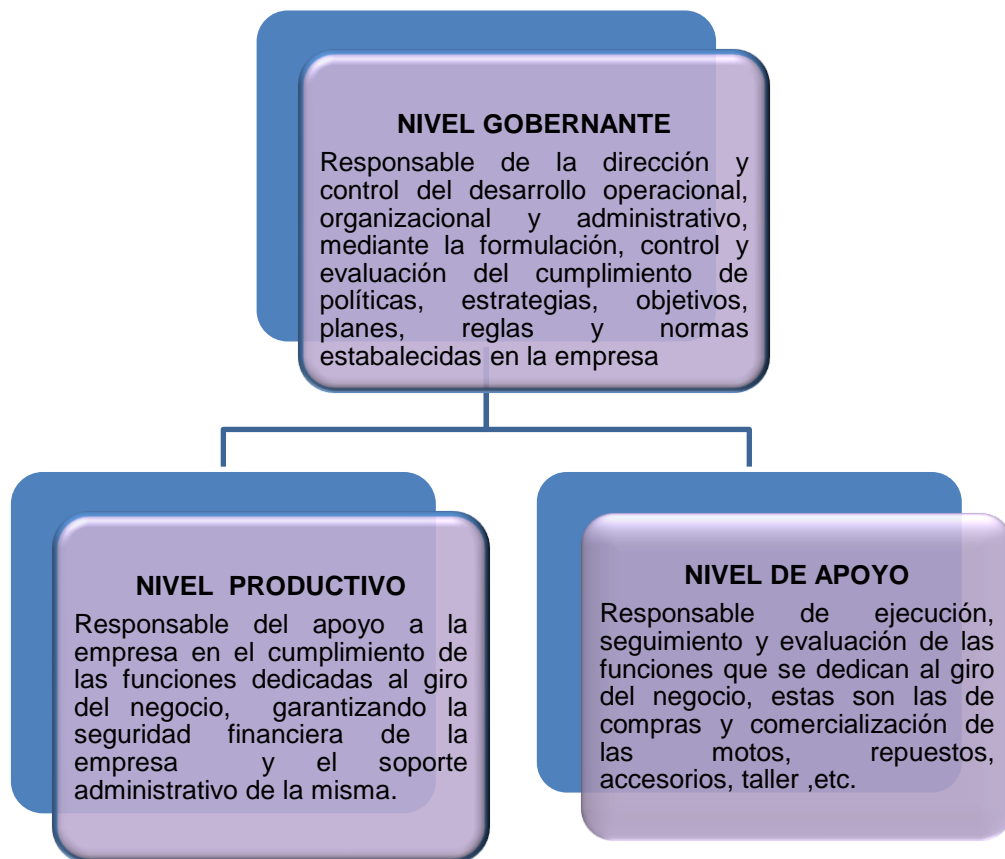 NIVEL GOBERNANTE
Responsable de la dirección y
control del desarrollo operacional,
organizacional y administrativo,
mediante la formulación, control y
evaluación del cumplimiento de
políticas, estrategias, objetivos,
planes, reglas y normas
estabalecidas en la empresa
NIVEL PRODUCTIVO
Responsable del apoyo a la
empresa en el cumplimiento de
las funciones dedicadas al giro
del negocio, garantizando la
seguridad financiera de la
empresa y el soporte
administrativo de la misma.
NIVEL DE APOYO
Responsable de ejecución,
seguimiento y evaluación de las
funciones que se dedican al giro
del negocio, estas son las de
compras y comercialización de
las motos, repuestos,
accesorios, taller ,etc.